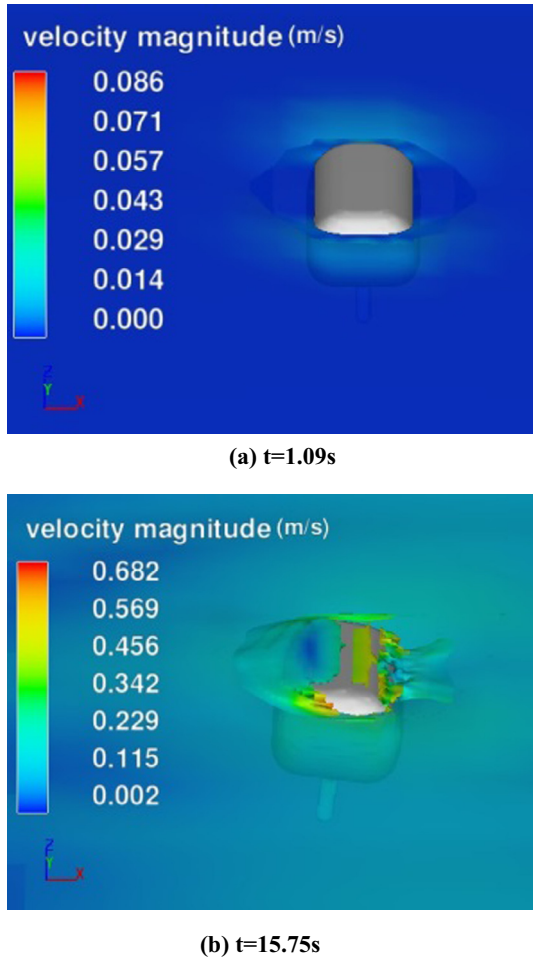 velocity magnitude (m/s)
0.086
0.071
0.057
0.043
0.029
0.014
0.000
Z
Y
X
(a) t=1.09s
velocity magnitude (m/s)
0.682
0.569
0.456
0.342
0.229
0.115
0.002
Z
Y
X
(b) t=15.75s